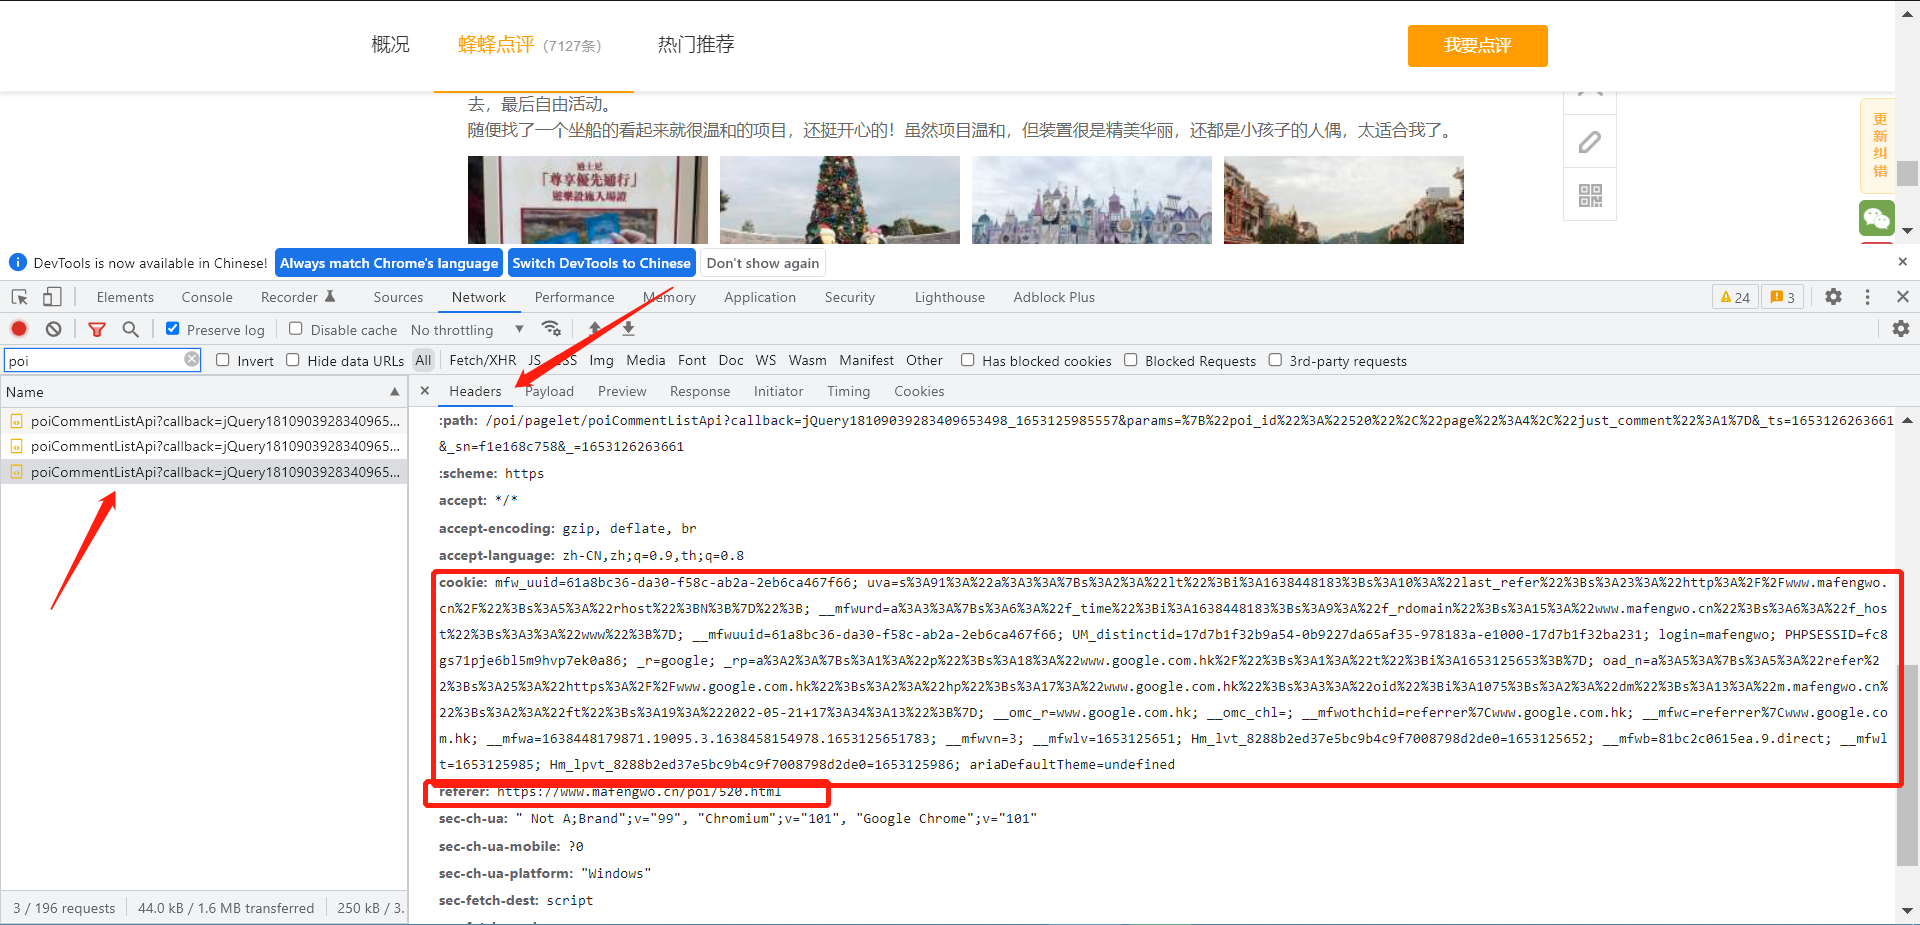 概况
蜂蜂点评 (7127条)
热门推荐
我要点评
去，最后自由活动。
随便找了一个坐船的看起来就很温和的项目，还挺开心的！虽然项目温和，但装置很是精美华丽，还都是小孩子的人偶，太适合我了。
迪士尼
「尊享優先通行」
遊樂設施入場證
更新纠错
DevTools is now available in Chinese! Always match Chrome's language Switch DevTools to Chinese Don't show again
Elements Console Recorder Sources Network Performance Memory Application Security Lighthouse Adblock Plus 24 3
Preserve log Disable cache No throttling
poi Invert Hide data URLs All Fetch/XHR JS CSS Img Media Font Doc WS Wasm Manifest Other Has blocked cookies Blocked Requests 3rd-party requests
Name
Headers Payload Preview Response Initiator Timing Cookies
poiCommentListApi?callback=jQuery1810903928340965...
poiCommentListApi?callback=jQuery1810903928340965...
poiCommentListApi?callback=jQuery1810903928340965...
:path: /poi/pagelet/poiCommentListApi?callback=jQuery18109039283409653498_1653125985557&params=%7B%22poi_id%22%3A%22520%22%2C%22page%22%3A4%2C%22just_comment%22%3A1%7D&_ts=1653126263661
&_sn=f1e168c758&_=1653126263661
:scheme: https
accept: */*
accept-encoding: gzip, deflate, br
accept-language: zh-CN,zh;q=0.9,th;q=0.8
cookie: mfw_uuid=61a8bc36-da30-f58c-ab2a-2eb6ca467f66; uva=s%3A91%3A%22a%3A3%3A%7Bs%3A2%3A%22lt%22%3Bi%3A1638448183%3Bs%3A10%3A%22last_refer%22%3Bs%3A23%3A%22http%3A%2F%2Fwww.mafengwo.
cn%2F%22%3Bs%3A5%3A%22rhost%22%3BN%3B%7D%22%3B; __mfwurd=a%3A3%3A%7Bs%3A6%3A%22f_time%22%3Bi%3A1638448183%3Bs%3A9%3A%22f_rdomain%22%3Bs%3A15%3A%22www.mafengwo.cn%22%3Bs%3A6%3A%22f_hos
t%22%3Bs%3A3%3A%22www%22%3B%7D; __mfwuuid=61a8bc36-da30-f58c-ab2a-2eb6ca467f66; UM_distinctid=17d7b1f32b9a54-0b9227da65af35-978183a-e1000-17d7b1f32ba231; login=mafengwo; PHPSESSID=fc8
gs71pje6bl5m9hvp7ek0a86; _r=google; _rp=a%3A2%3A%7Bs%3A1%3A%22p%22%3Bs%3A18%3A%22www.google.com.hk%2F%22%3Bs%3A1%3A%22t%22%3Bi%3A1653125653%3B%7D; oad_n=a%3A5%3A%7Bs%3A5%3A%22refer%2
2%3Bs%3A25%3A%22https%3A%2F%2Fwww.google.com.hk%22%3Bs%3A2%3A%22hp%22%3Bs%3A17%3A%22www.google.com.hk%22%3Bs%3A3%3A%22oid%22%3Bi%3A1075%3Bs%3A2%3A%22dm%22%3Bs%3A13%3A%22m.mafengwo.cn%
22%3Bs%3A2%3A%22ft%22%3Bs%3A19%3A%222022-05-21+17%3A34%3A13%22%3B%7D; __omc_r=www.google.com.hk; __omc_chl=; __mfwothchid=referrer%7Cwww.google.com.hk; __mfwc=referrer%7Cwww.google.co
m.hk; __mfwa=1638448179871.19095.3.1638458154978.1653125651783; __mfwvn=3; __mfwlv=1653125651; Hm_lvt_8288b2ed37e5bc9b4c9f7008798d2de0=1653125652; __mfwb=81bc2c0615ea.9.direct; __mfwl
t=1653125985; Hm_lpvt_8288b2ed37e5bc9b4c9f7008798d2de0=1653125986; ariaDefaultTheme=undefined
referer: https://www.mafengwo.cn/poi/520.html
sec-ch-ua: " Not A;Brand";v="99", "Chromium";v="101", "Google Chrome";v="101"
sec-ch-ua-mobile: ?0
sec-ch-ua-platform: "Windows"
sec-fetch-dest: script
3 / 196 requests 44.0 kB / 1.6 MB transferred 250 kB / 3.